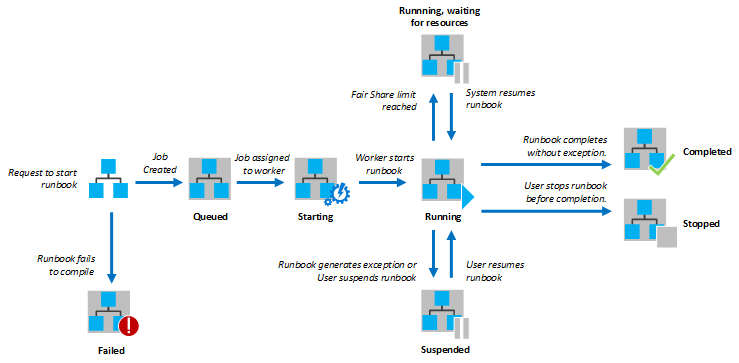 Runnning, waiting
for resources
Fair Share limit
reached
System resumes
runbook
Request to start
runbook
Job
Created
Job assigned
to worker
Worker starts
runbook
Runbook completes
without exception.
Completed
User stops runbook
before completion.
Stopped
Queued
Starting
Running
Runbook fails
to compile
Runbook generates exception or
User suspends runbook
User resumes
runbook
Failed
Suspended